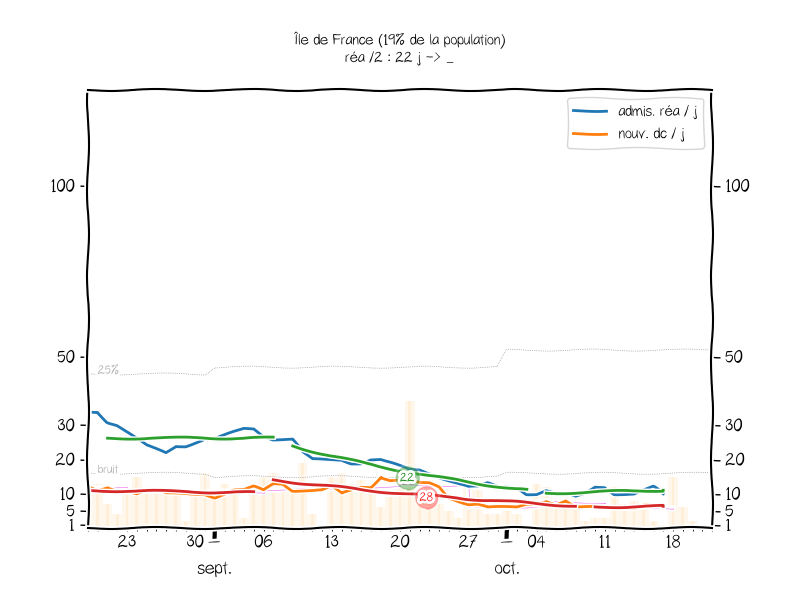 Île de France (19% de la population)
réa /2 : 22 j -> _
admis. réa / j
nouv. dc / j
100 100
50 50
25%
30 30
20 20
bruit
22
10 28 10
5 5
1 1
23 30 06 13 20 27 04 11 18
sept. oct.